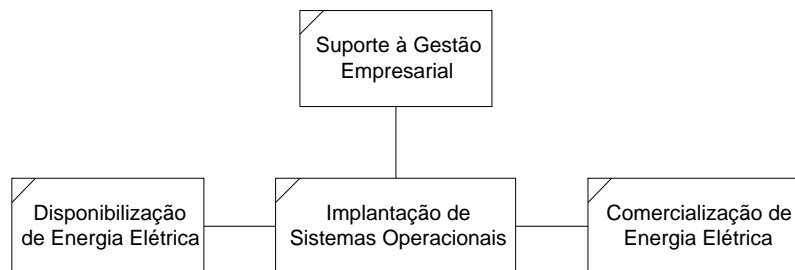 Suporte à Gestão
Empresarial
Disponibilização
de Energia Elétrica
Implantação de
Sistemas Operacionais
Comercialização de
Energia Elétrica